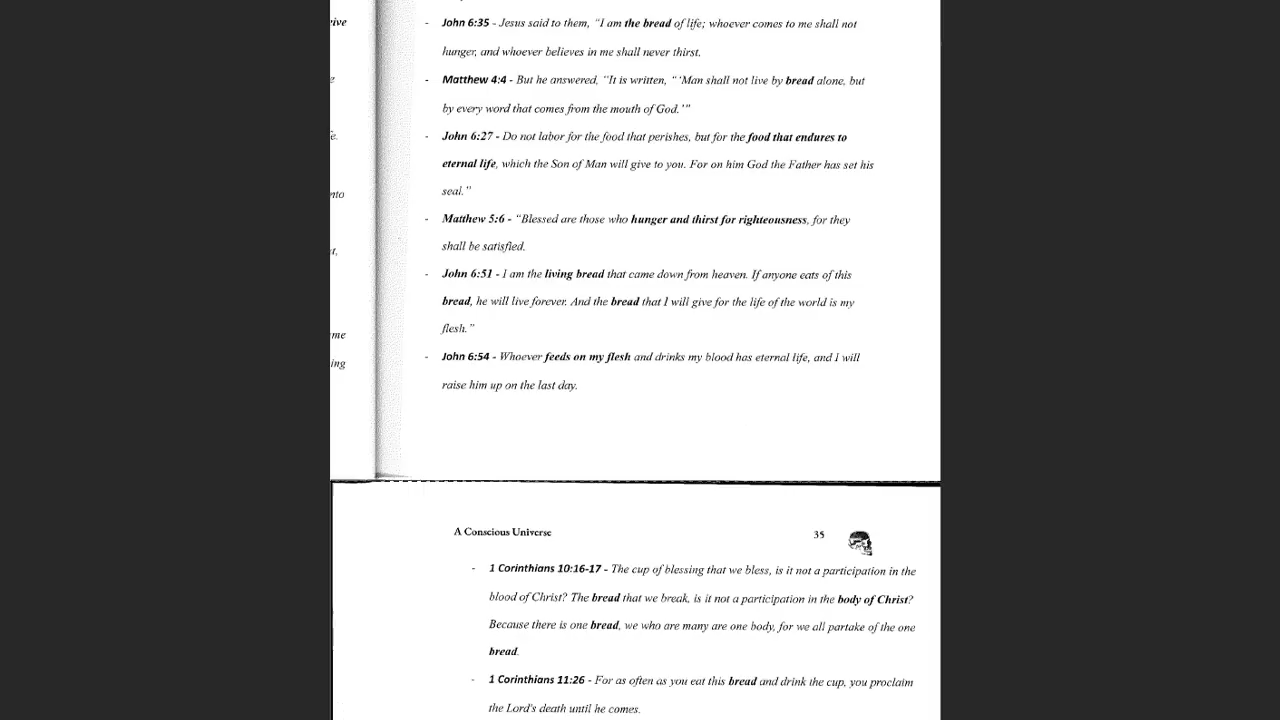 rive
- John 6:35 - Jesus said to them, "I am the bread of life; whoever comes to me shall not
hunger, and whoever believes in me shall never thirst.
- Matthew 4:4 - But he answered, "It is written, "'Man shall not live by bread alone, but
by every word that comes from the mouth of God.'"
fe.
- John 6:27 - Do not labor for the food that perishes, but for the food that endures to
eternal life, which the Son of Man will give to you. For on him God the Father has set his
seal."
nto
- Matthew 5:6 - "Blessed are those who hunger and thirst for righteousness, for they
shall be satisfied.
- John 6:51 - I am the living bread that came down from heaven. If anyone eats of this
bread, he will live forever. And the bread that I will give for the life of the world is my
flesh."
me
- John 6:54 - Whoever feeds on my flesh and drinks my blood has eternal life, and I will
ing
raise him up on the last day.
A Conscious Universe 35
- 1 Corinthians 10:16-17 - The cup of blessing that we bless, is it not a participation in the
blood of Christ? The bread that we break, is it not a participation in the body of Christ?
Because there is one bread, we who are many are one body, for we all partake of the one
bread.
- 1 Corinthians 11:26 - For as often as you eat this bread and drink the cup, you proclaim
the Lord's death until he comes.